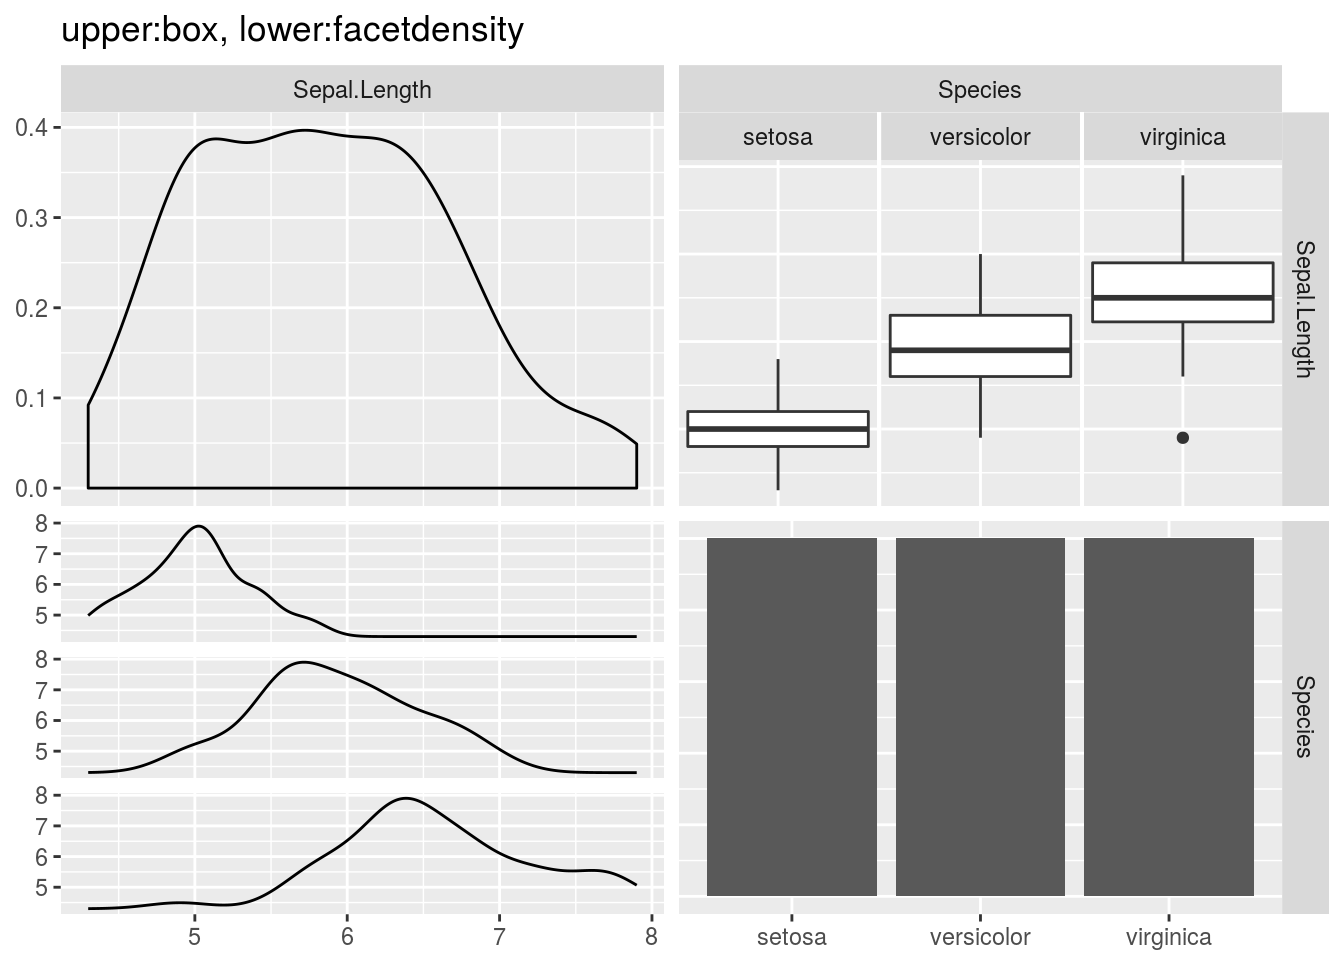 upper:box, lower:facetdensity
Sepal.Length
Species
setosa
versicolor
virginica
0.4
0.3
0.2
0.1
0.0
Sepal.Length
8
7
6
5
8
7
6
5
8
7
6
5
Species
5
6
7
8
setosa
versicolor
virginica